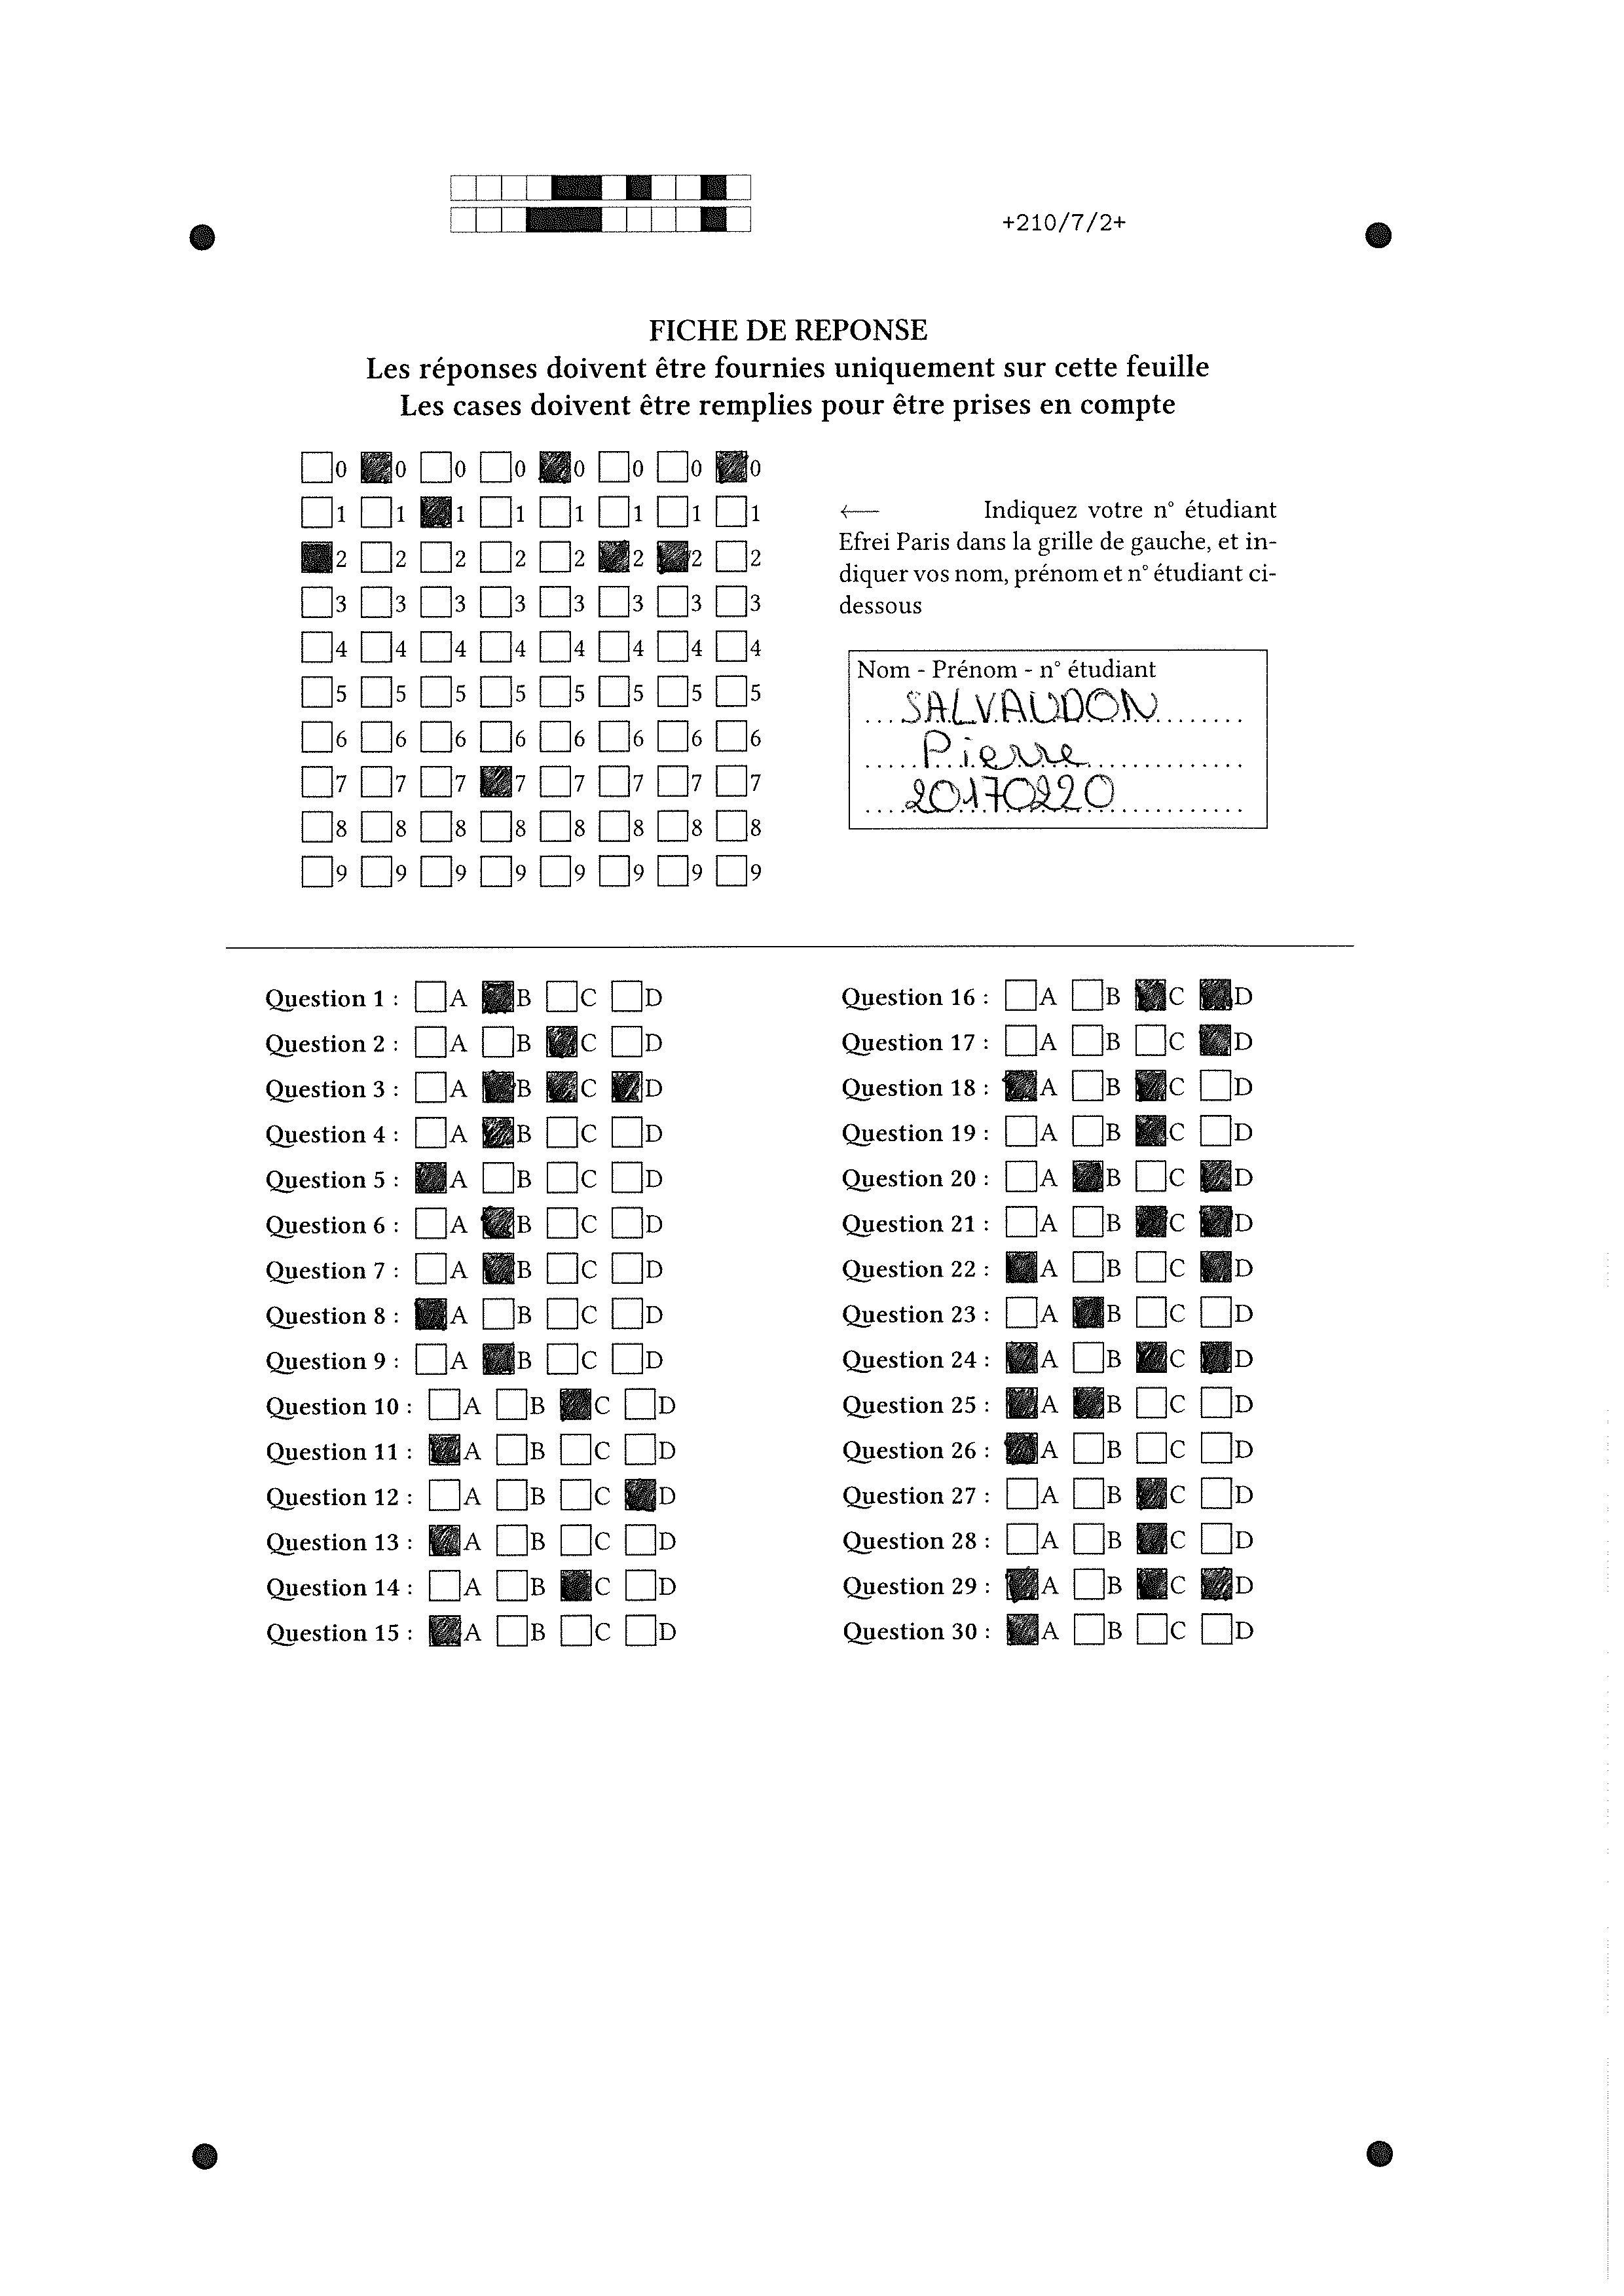 +210/7/2+
FICHE DE REPONSE
Les réponses doivent être fournies uniquement sur cette feuille
Les cases doivent être remplies pour être prises en compte
0 0 0 0 0 0 0 0
1 1 1 1 1 1 1 1
2 2 2 2 2 2 2 2
3 3 3 3 3 3 3 3
4 4 4 4 4 4 4 4
5 5 5 5 5 5 5 5
6 6 6 6 6 6 6 6
7 7 7 7 7 7 7 7
8 8 8 8 8 8 8 8
9 9 9 9 9 9 9 9
← Indiquez votre n° étudiant
Efrei Paris dans la grille de gauche, et in-
diquer vos nom, prénom et n° étudiant ci-
dessous
Nom - Prénom - n° étudiant
SALVAUDON
Pierre
20170220
Question 1 : A B C D
Question 2 : A B C D
Question 3 : A B C D
Question 4 : A B C D
Question 5 : A B C D
Question 6 : A B C D
Question 7 : A B C D
Question 8 : A B C D
Question 9 : A B C D
Question 10 : A B C D
Question 11 : A B C D
Question 12 : A B C D
Question 13 : A B C D
Question 14 : A B C D
Question 15 : A B C D
Question 16 : A B C D
Question 17 : A B C D
Question 18 : A B C D
Question 19 : A B C D
Question 20 : A B C D
Question 21 : A B C D
Question 22 : A B C D
Question 23 : A B C D
Question 24 : A B C D
Question 25 : A B C D
Question 26 : A B C D
Question 27 : A B C D
Question 28 : A B C D
Question 29 : A B C D
Question 30 : A B C D